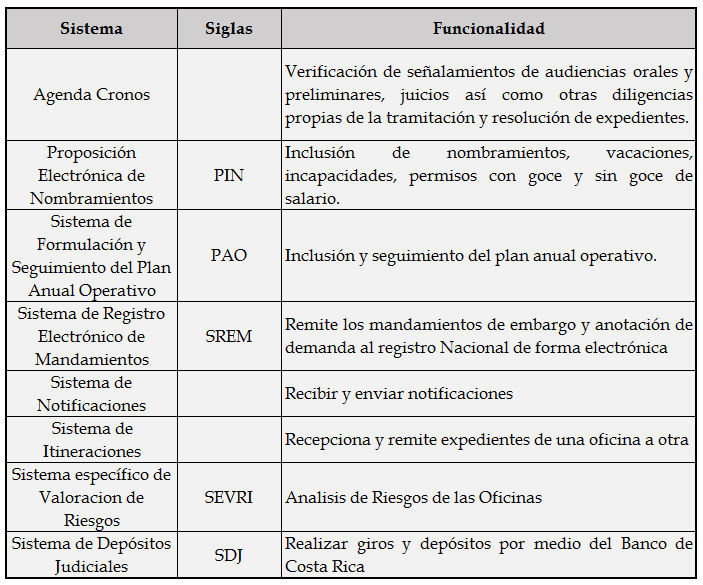 Sistema Siglas Funcionalidad
Agenda Cronos
Verificación de señalamientos de audiencias orales y
preliminares, juicios así como otras diligencias
propias de la tramitación y resolución de expedientes.
Proposición
Electrónica de
Nombramientos
PIN
Inclusión de nombramientos, vacaciones,
incapacidades, permisos con goce y sin goce de
salario.
Sistema de
Formulación y
Seguimiento del Plan
Anual Operativo
PAO
Inclusión y seguimiento del plan anual operativo.
Sistema de Registro
Electrónico de
Mandamientos
SREM
Remite los mandamientos de embargo y anotación de
demanda al registro Nacional de forma electrónica
Sistema de
Notificaciones
Recibir y enviar notificaciones
Sistema de
Itineraciones
Recepciona y remite expedientes de una oficina a otra
Sistema específico de
Valoracion de
Riesgos
SEVRI
Analisis de Riesgos de las Oficinas
Sistema de Depósitos
Judiciales
SDJ
Realizar giros y depósitos por medio del Banco de
Costa Rica